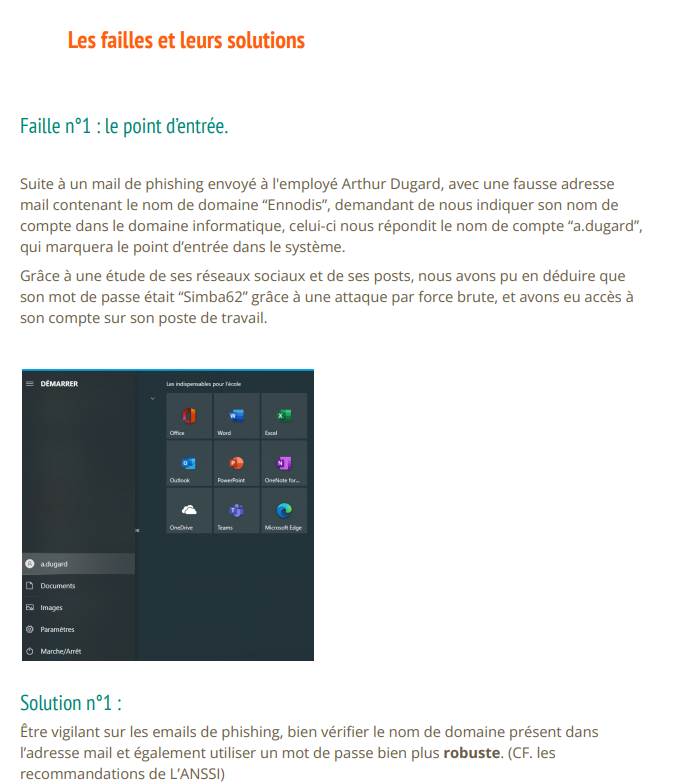 Les failles et leurs solutions
Faille n°1 : le point d’entrée.
Suite à un mail de phishing envoyé à l'employé Arthur Dugard, avec une fausse adresse
mail contenant le nom de domaine “Ennodis”, demandant de nous indiquer son nom de
compte dans le domaine informatique, celui-ci nous répondit le nom de compte “a.dugard”,
qui marquera le point d’entrée dans le système.
Grâce à une étude de ses réseaux sociaux et de ses posts, nous avons pu en déduire que
son mot de passe était “Simba62” grâce à une attaque par force brute, et avons eu accès à
son compte sur son poste de travail.
DÉMARRER
Les indispensables pour l'école
Office
Word
Excel
Outlook
PowerPoint
OneNote for...
OneDrive
Teams
Microsoft Edge
a.dugard
Documents
Images
Paramètres
Marche/Arrêt
Solution n°1 :
Être vigilant sur les emails de phishing, bien vérifier le nom de domaine présent dans
l’adresse mail et également utiliser un mot de passe bien plus robuste. (CF. les
recommandations de L’ANSSI)